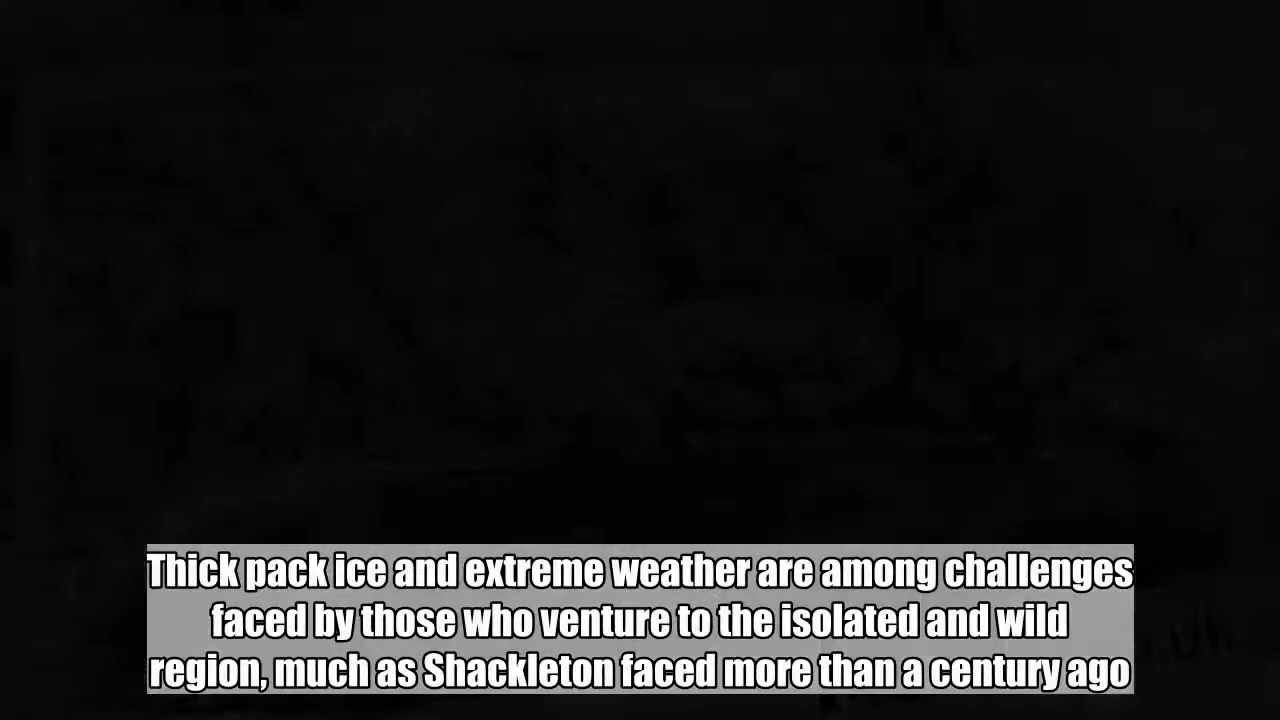 Thick pack ice and extreme weather are among challenges
faced by those who venture to the isolated and wild
region, much as Shackleton faced more than a century ago